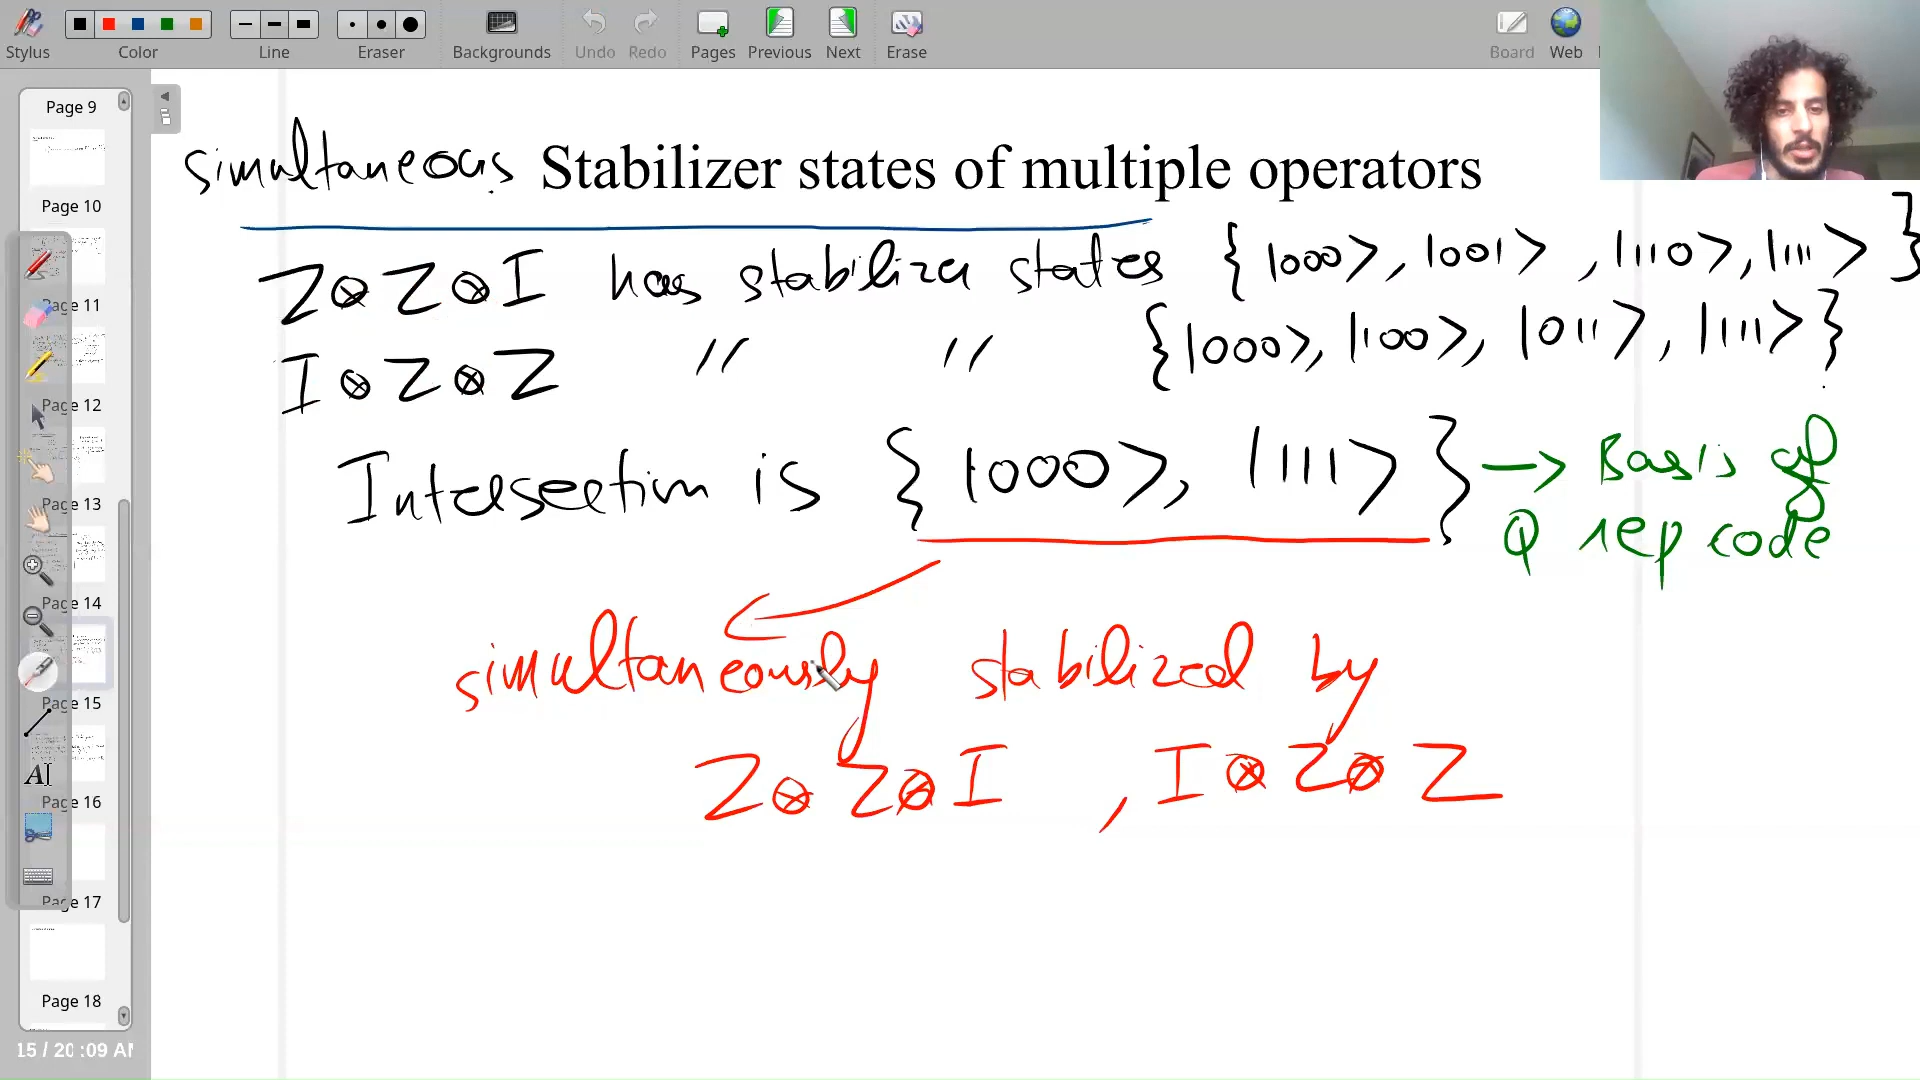 Stylus Color Line Eraser Backgrounds Undo Redo Pages Previous Next Erase Board Web
Page 9
Page 10
Page 11
Page 12
Page 13
Page 14
Page 15
Page 16
Page 17
Page 18
15 / 20
simultaneous Stabilizer states of multiple operators
Z⊗Z⊗I has stabilizer states {|000>, |001>, |110>, |111>}
I⊗Z⊗Z " " {|000>, |100>, |011>, |111>}
Intersection is {|000>, |111>} → Basis of
Q rep code
simultaneously stabilized by
Z⊗Z⊗I , I⊗Z⊗Z